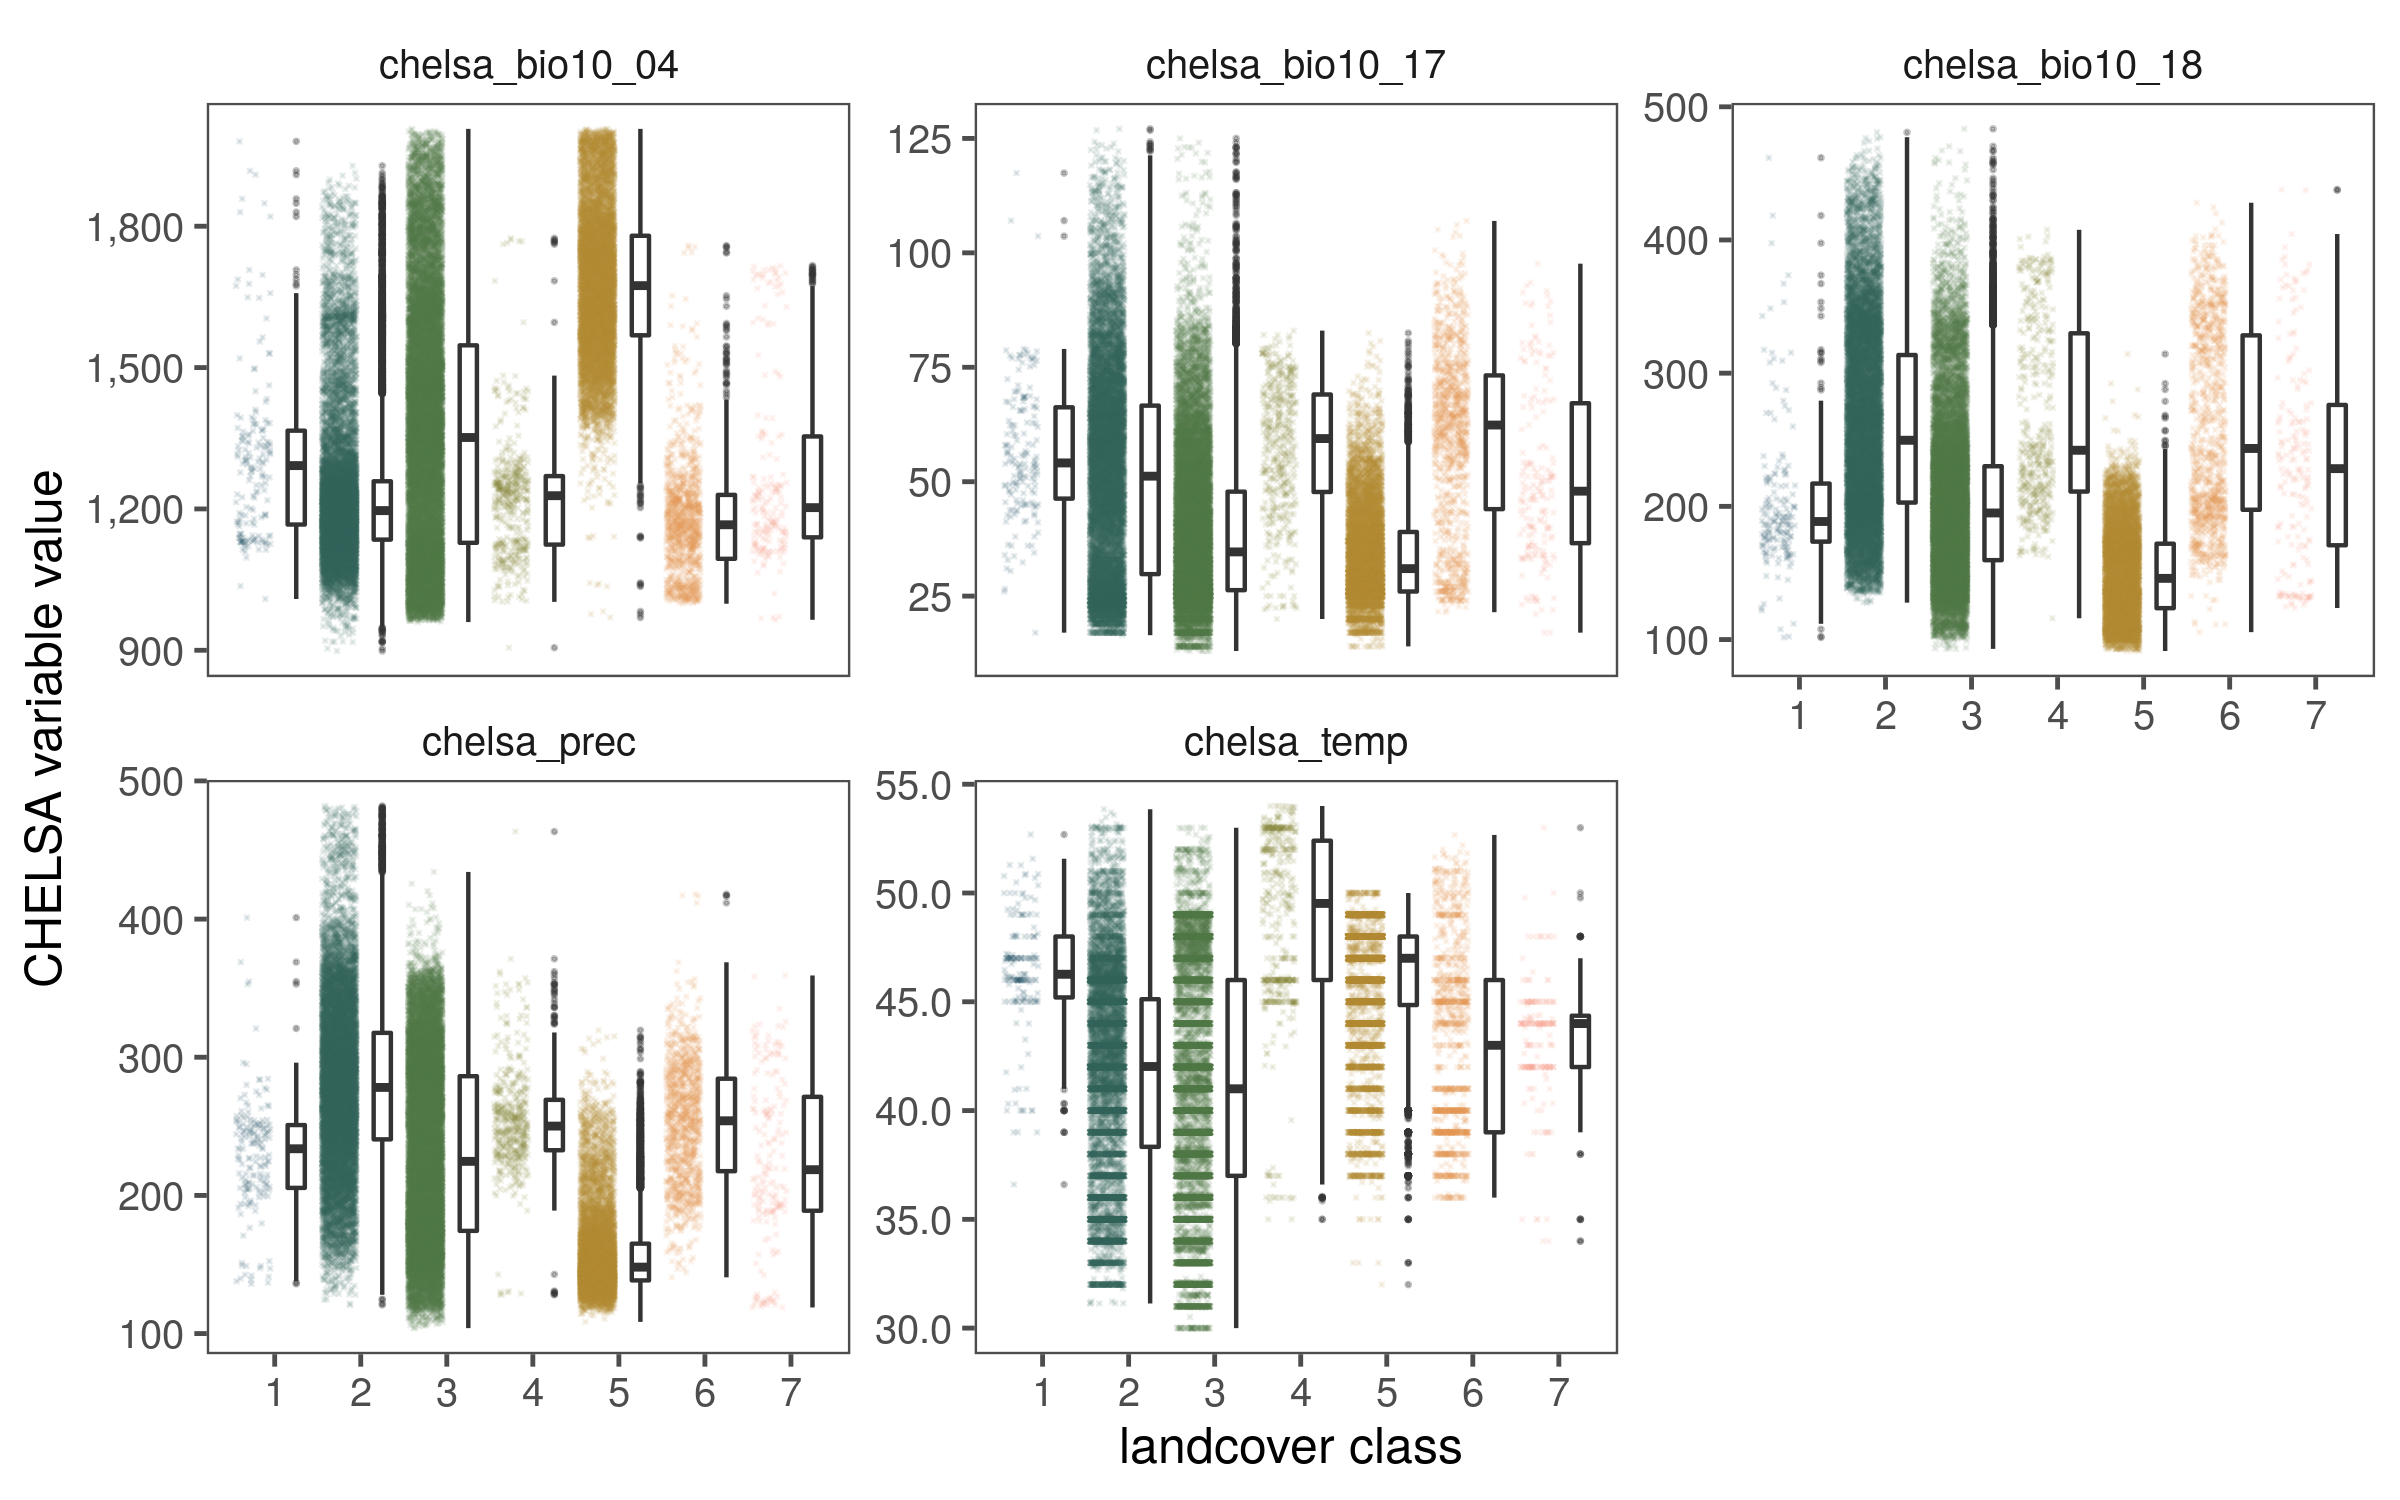 chelsa_bio10_04
chelsa_bio10_17
chelsa_bio10_18
1,800
1,500
1,200
900
125
100
75
50
25
500
400
300
200
100
1 2 3 4 5 6 7
CHELSA variable value
chelsa_prec
chelsa_temp
500
400
300
200
100
55.0
50.0
45.0
40.0
35.0
30.0
1 2 3 4 5 6 7
1 2 3 4 5 6 7
landcover class